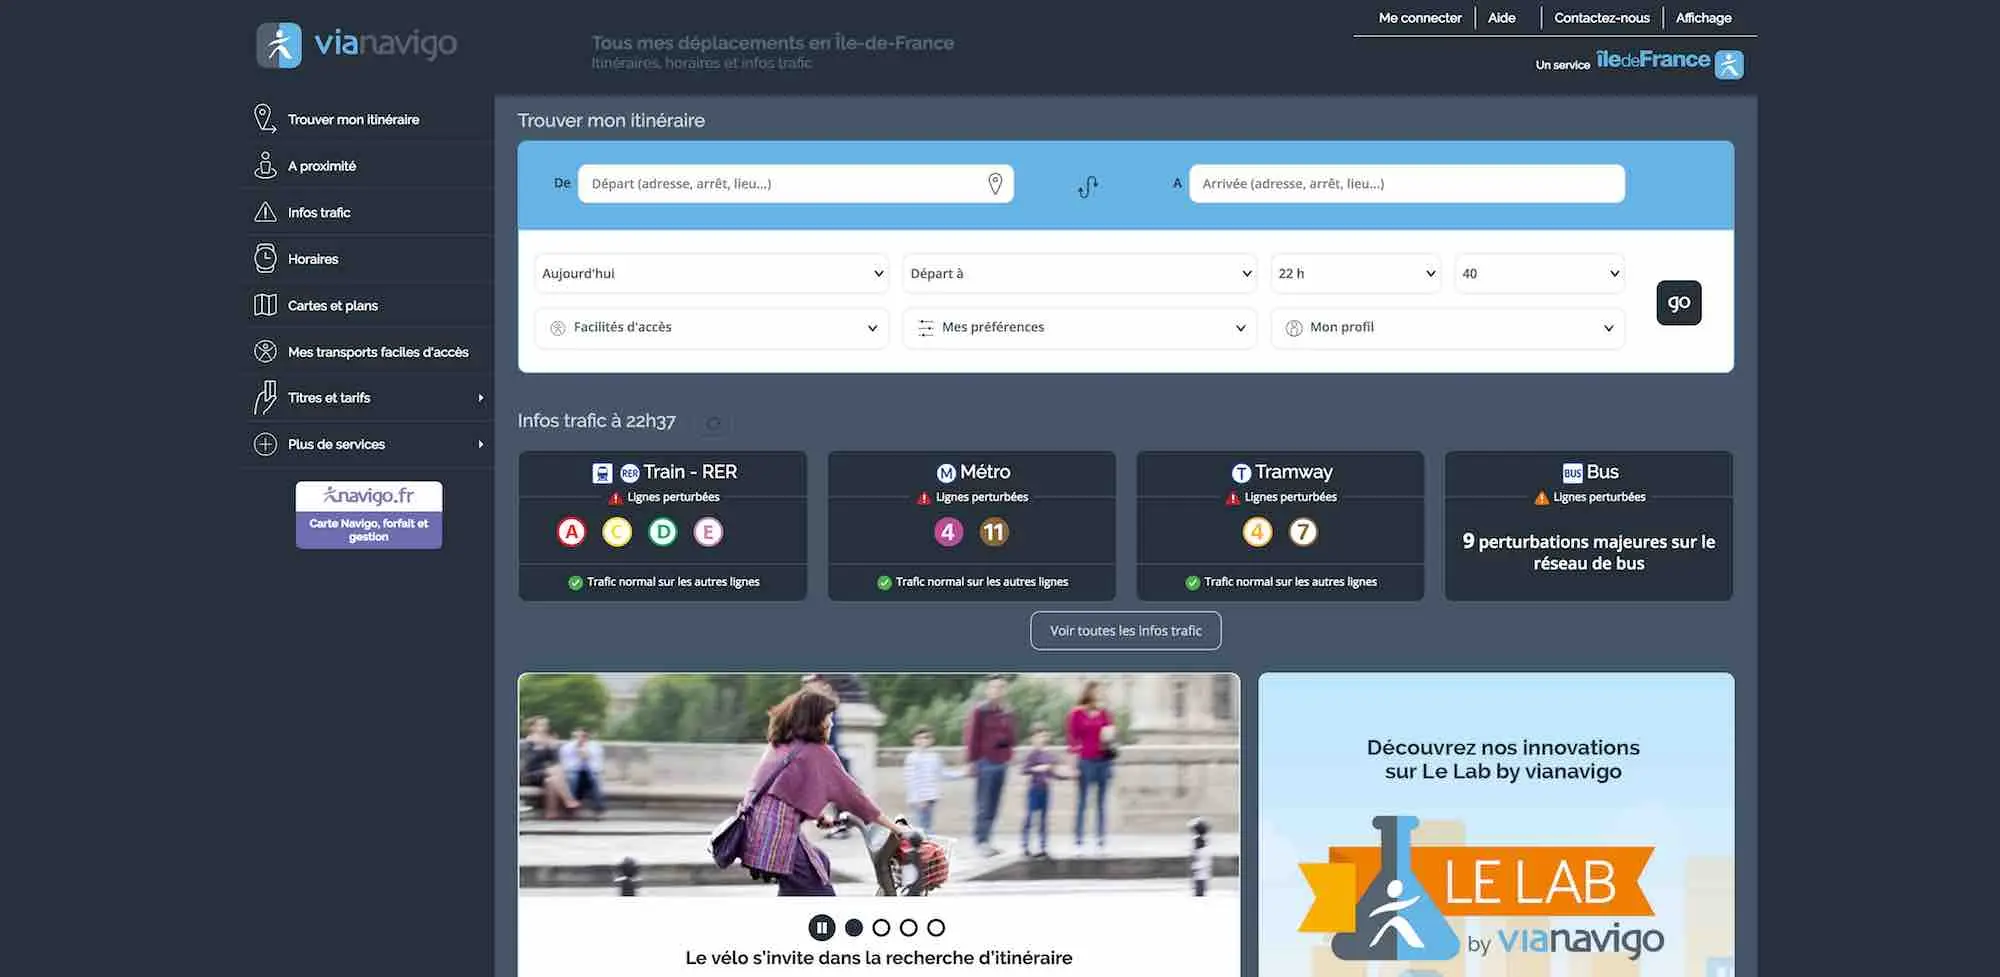 Me connecter
Aide
Contactez-nous
Affichage
vianavigo
Tous mes déplacements en Île-de-France
Itinéraires, horaires et infos trafic
Un service îledeFrance
Trouver mon itinéraire
A proximité
Infos trafic
Horaires
Cartes et plans
Mes transports faciles d'accès
Titres et tarifs
Plus de services
navigo.fr
Carte Navigo, forfait et
gestion
Trouver mon itinéraire
De
Départ (adresse, arrêt, lieu...)
A
Arrivée (adresse, arrêt, lieu...)
Aujourd'hui
Départ à
22 h
40
go
Facilités d'accès
Mes préférences
Mon profil
Infos trafic à 22h37
RER Train - RER
Lignes perturbées
A C D E
Trafic normal sur les autres lignes
M Métro
Lignes perturbées
4 11
Trafic normal sur les autres lignes
T Tramway
Lignes perturbées
4 7
Trafic normal sur les autres lignes
BUS Bus
Lignes perturbées
9 perturbations majeures sur le
réseau de bus
Voir toutes les infos trafic
Le vélo s'invite dans la recherche d'itinéraire
Découvrez nos innovations
sur Le Lab by vianavigo
LE LAB
by vianavigo